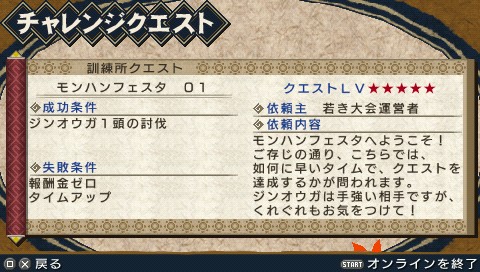 チャレンジクエスト
訓練所クエスト
モンハンフェスタ 01
成功条件
ジンオウガ1頭の討伐
失敗条件
報酬金ゼロ
タイムアップ
クエストLV★★★★★
依頼主 若き大会運営者
依頼内容
モンハンフェスタへようこそ!
ご存じの通り、こちらでは、
如何に早いタイムで、クエストを
達成するかが問われます。
ジンオウガは手強い相手ですが、
くれぐれもお気をつけて!
戻る
START オンラインを終了